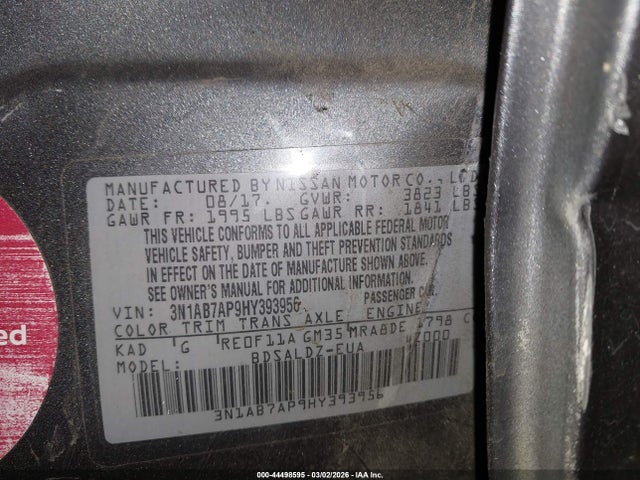 MANUFACTURED BY NISSAN MOTOR CO., LTD
DATE: 08/17 GVWR: 3823 LBS
GAWR FR: 1995 LBS GAWR RR: 1841 LBS
THIS VEHICLE CONFORMS TO ALL APPLICABLE FEDERAL MOTOR
VEHICLE SAFETY, BUMPER AND THEFT PREVENTION STANDARDS
IN EFFECT ON THE DATE OF MANUFACTURE SHOWN ABOVE.
SEE OWNER'S MANUAL FOR ADDITIONAL INFORMATION.
VIN: 3N1AB7AP9HY393956 PASSENGER CAR
COLOR TRIM TRANS AXLE ENGINE
KAD G RE0F11A GM35 MRA8DE 1798 C
MODEL: BDSALDZ-EUA VZ000
3N1AB7AP9HY393956
ed
000-44498595 - 03/02/2026 - IAA Inc.